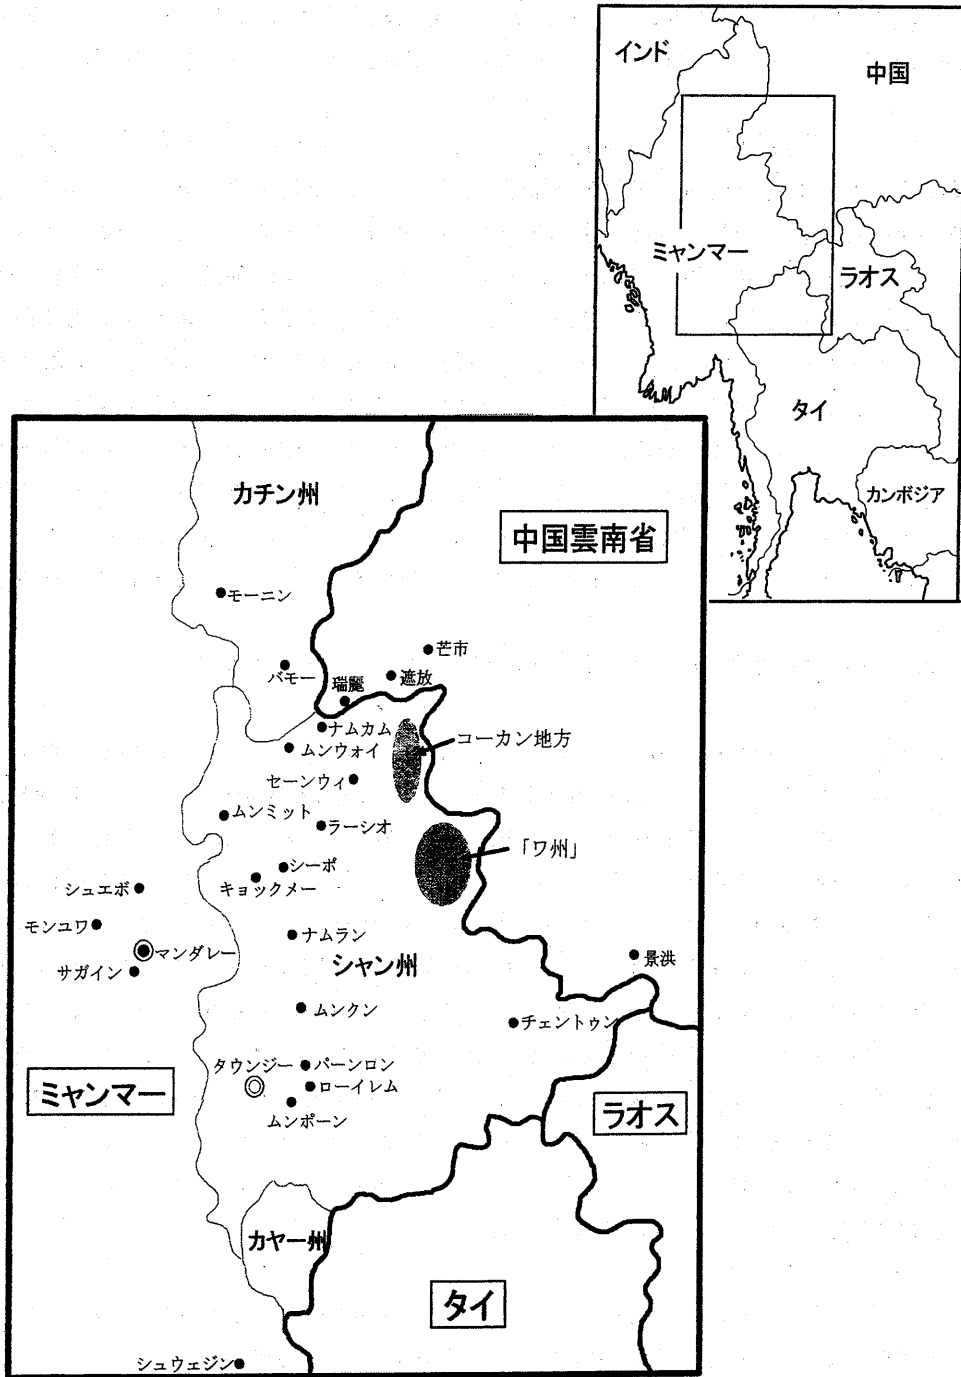 インド
中国
ミャンマー
ラオス
タイ
カンボジア
カチン州
中国雲南省
モーニン
芒市
バモー
遮放
瑞麗
ナムカム
コーカン地方
ムンウォイ
セーンウィ
ムンミット
ラーシオ
「ワ州」
シーポ
キョックメー
シュエボ
モンユワ
ナムラン
マンダレー
シャン州
景洪
サガイン
ムンクン
チェントゥン
タウンジー
パーンロン
ローイレム
ミャンマー
ムンポーン
ラオス
カヤー州
タイ
シュウェジン